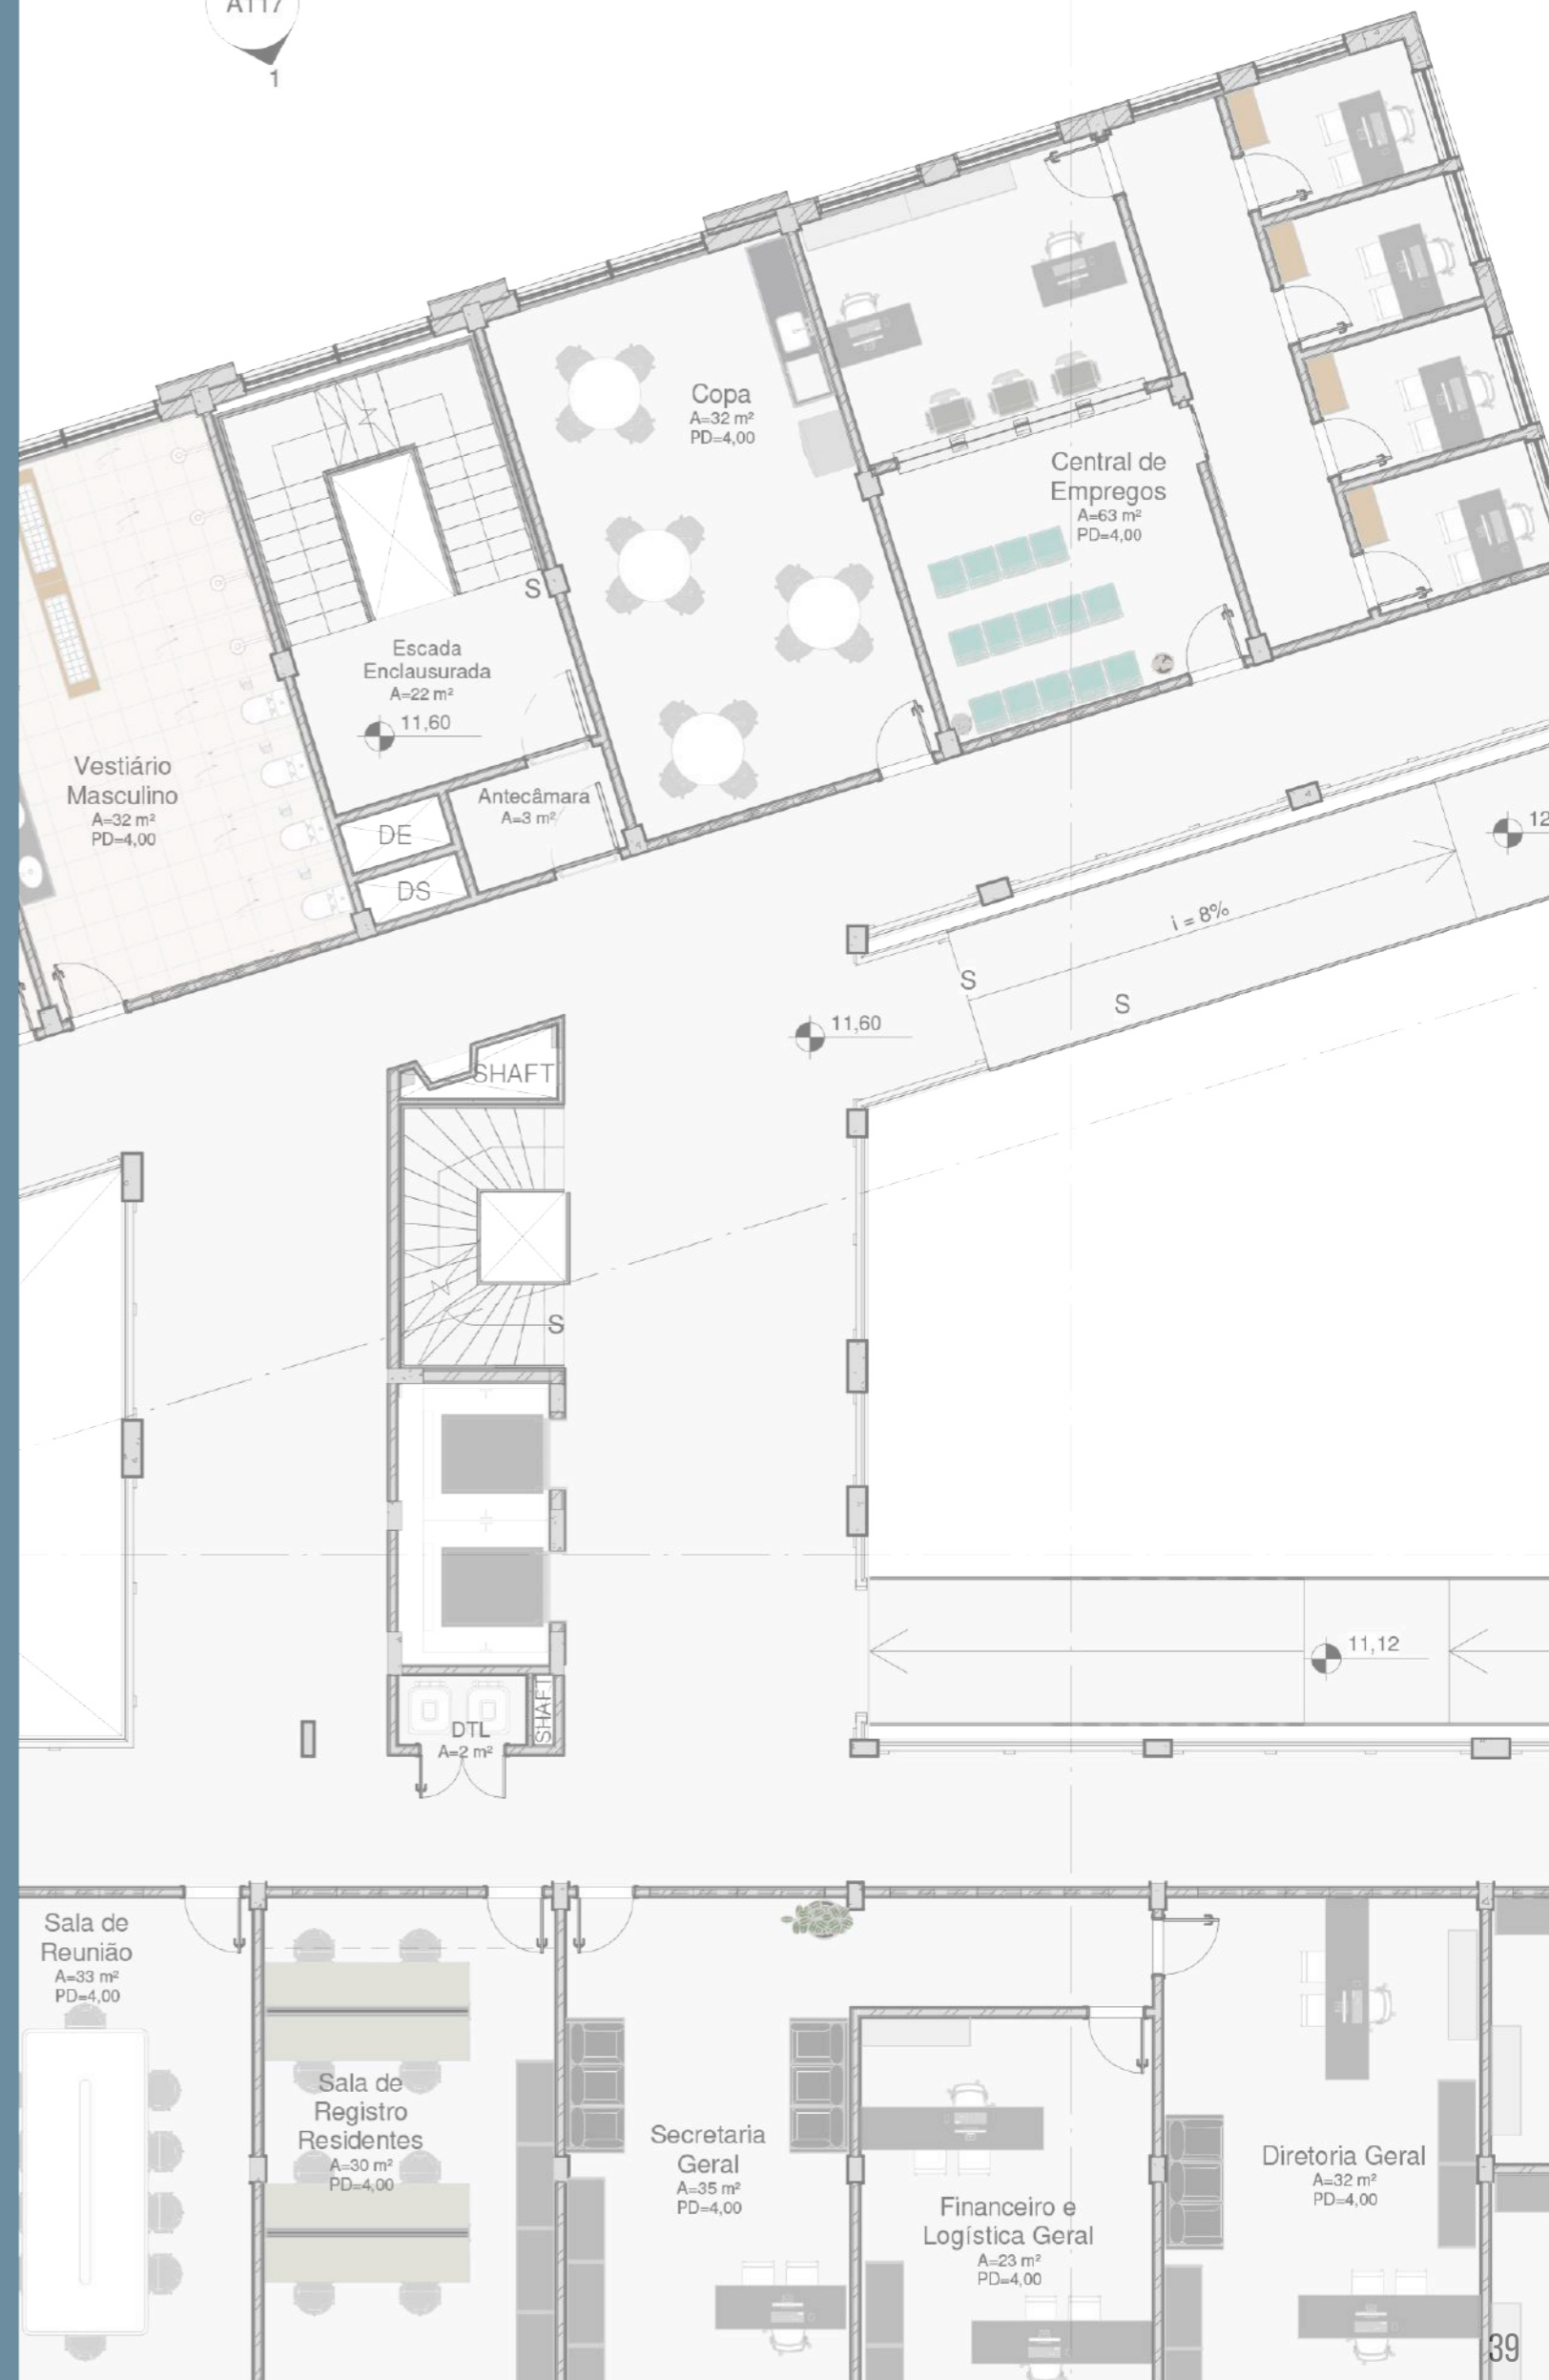 A117
1
Copa
A=32 m²
PD=4,00
Central de
Empregos
A=63 m²
PD=4,00
S
Escada
Enclausurada
A=22 m²
11,60
Vestiário
Masculino
A=32 m²
PD=4,00
Antecâmara
A=3 m²
DE
DS
12
i = 8%
S
S
11,60
SHAFT
S
11,12
SHAFT
DTL
A=2 m²
Sala de
Reunião
A=33 m²
PD=4,00
Sala de
Registro
Residentes
A=30 m²
PD=4,00
Secretaria
Geral
A=35 m²
PD=4,00
Financeiro e
Logística Geral
A=23 m²
PD=4,00
Diretoria Geral
A=32 m²
PD=4,00
39